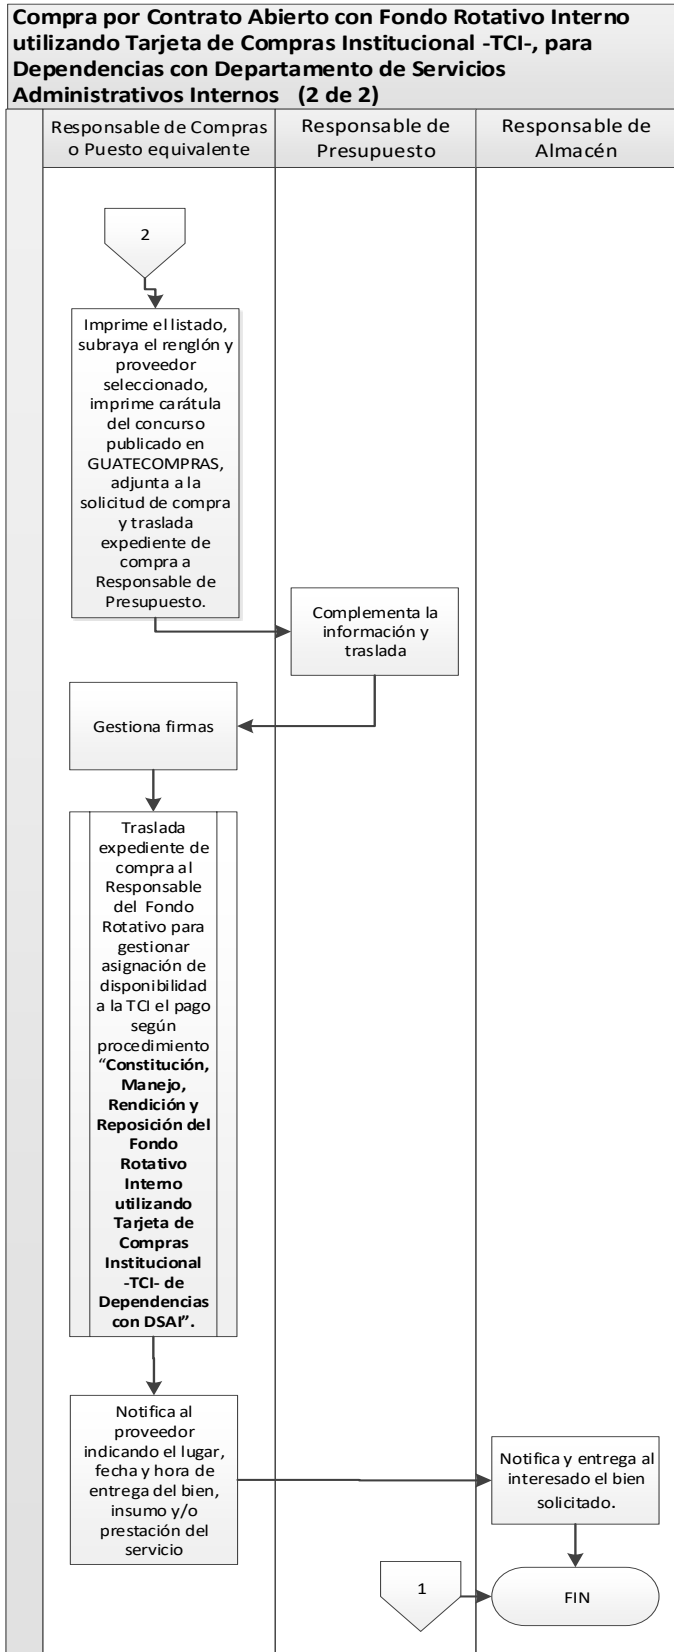 Compra por Contrato Abierto con Fondo Rotativo Interno
utilizando Tarjeta de Compras Institucional -TCI-, para
Dependencias con Departamento de Servicios
Administrativos Internos (2 de 2)
Responsable de Compras
o Puesto equivalente
Responsable de
Presupuesto
Responsable de
Almacén
2
Imprime el listado,
subraya el renglón y
proveedor
seleccionado,
imprime carátula
del concurso
publicado en
GUATECOMPRAS,
adjunta a la
solicitud de compra
y traslada
expediente de
compra a
Responsable de
Presupuesto.
Complementa la
información y
traslada
Gestiona firmas
Traslada
expediente de
compra al
Responsable
del Fondo
Rotativo para
gestionar
asignación de
disponibilidad
a la TCI el pago
según
procedimiento
“Constitución,
Manejo,
Rendición y
Reposición del
Fondo
Rotativo
Interno
utilizando
Tarjeta de
Compras
Institucional
-TCI- de
Dependencias
con DSAI”.
Notifica al
proveedor
indicando el lugar,
fecha y hora de
entrega del bien,
insumo y/o
prestación del
servicio
Notifica y entrega al
interesado el bien
solicitado.
1
FIN